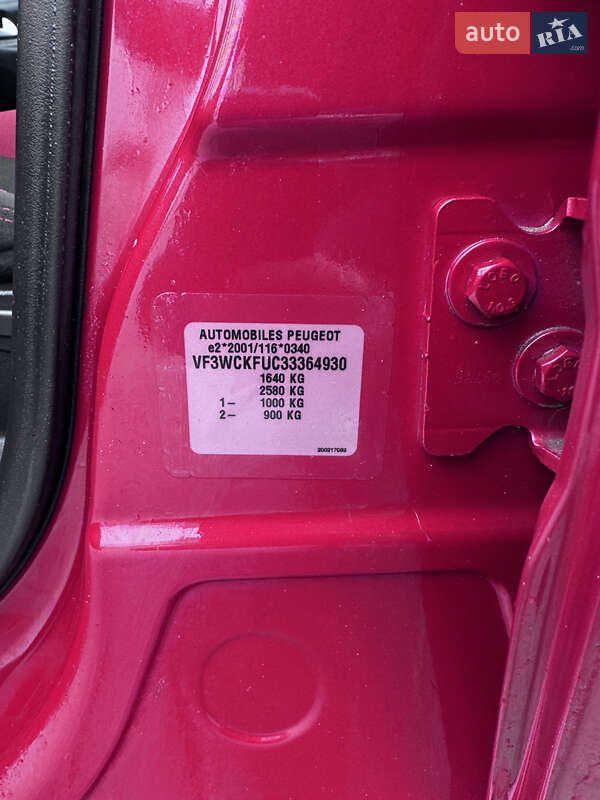 auto RIA
.com
AUTOMOBILES PEUGEOT
e2*2001/116*0340
VF3WCKFUC33364930
1640 KG
2580 KG
1– 1000 KG
2– 900 KG